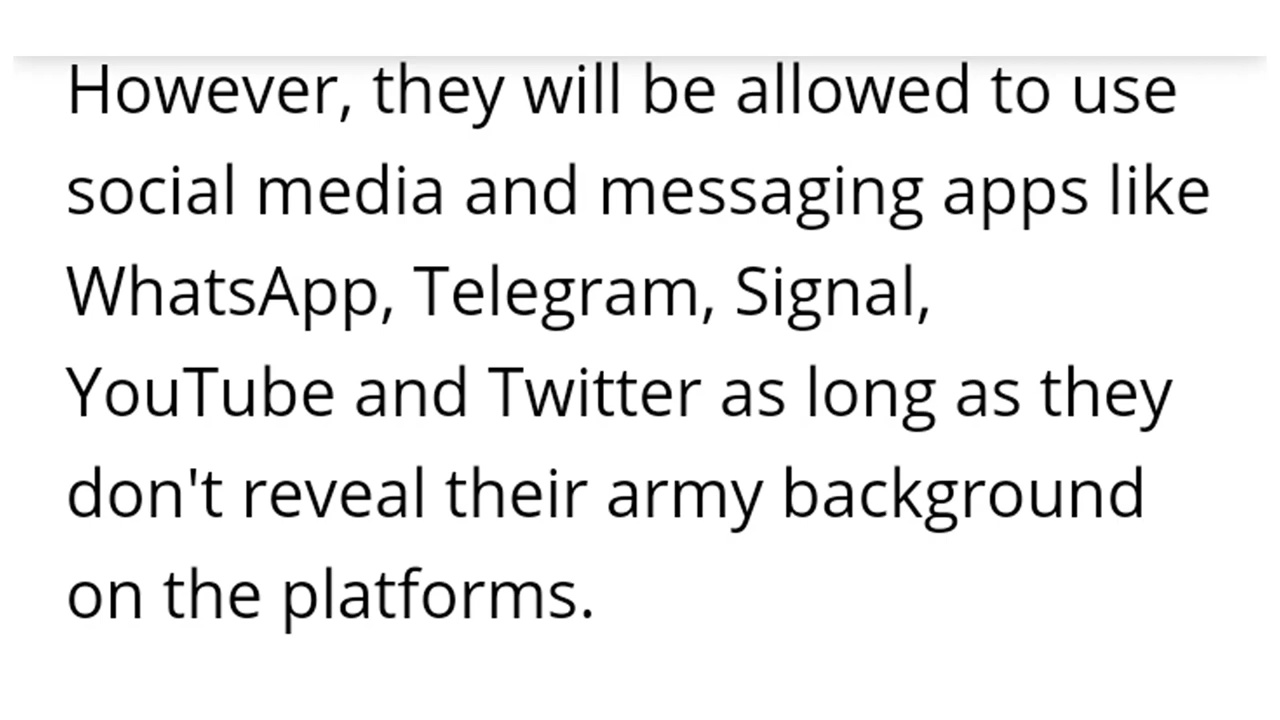 However, they will be allowed to use
social media and messaging apps like
WhatsApp, Telegram, Signal,
YouTube and Twitter as long as they
don't reveal their army background
on the platforms.